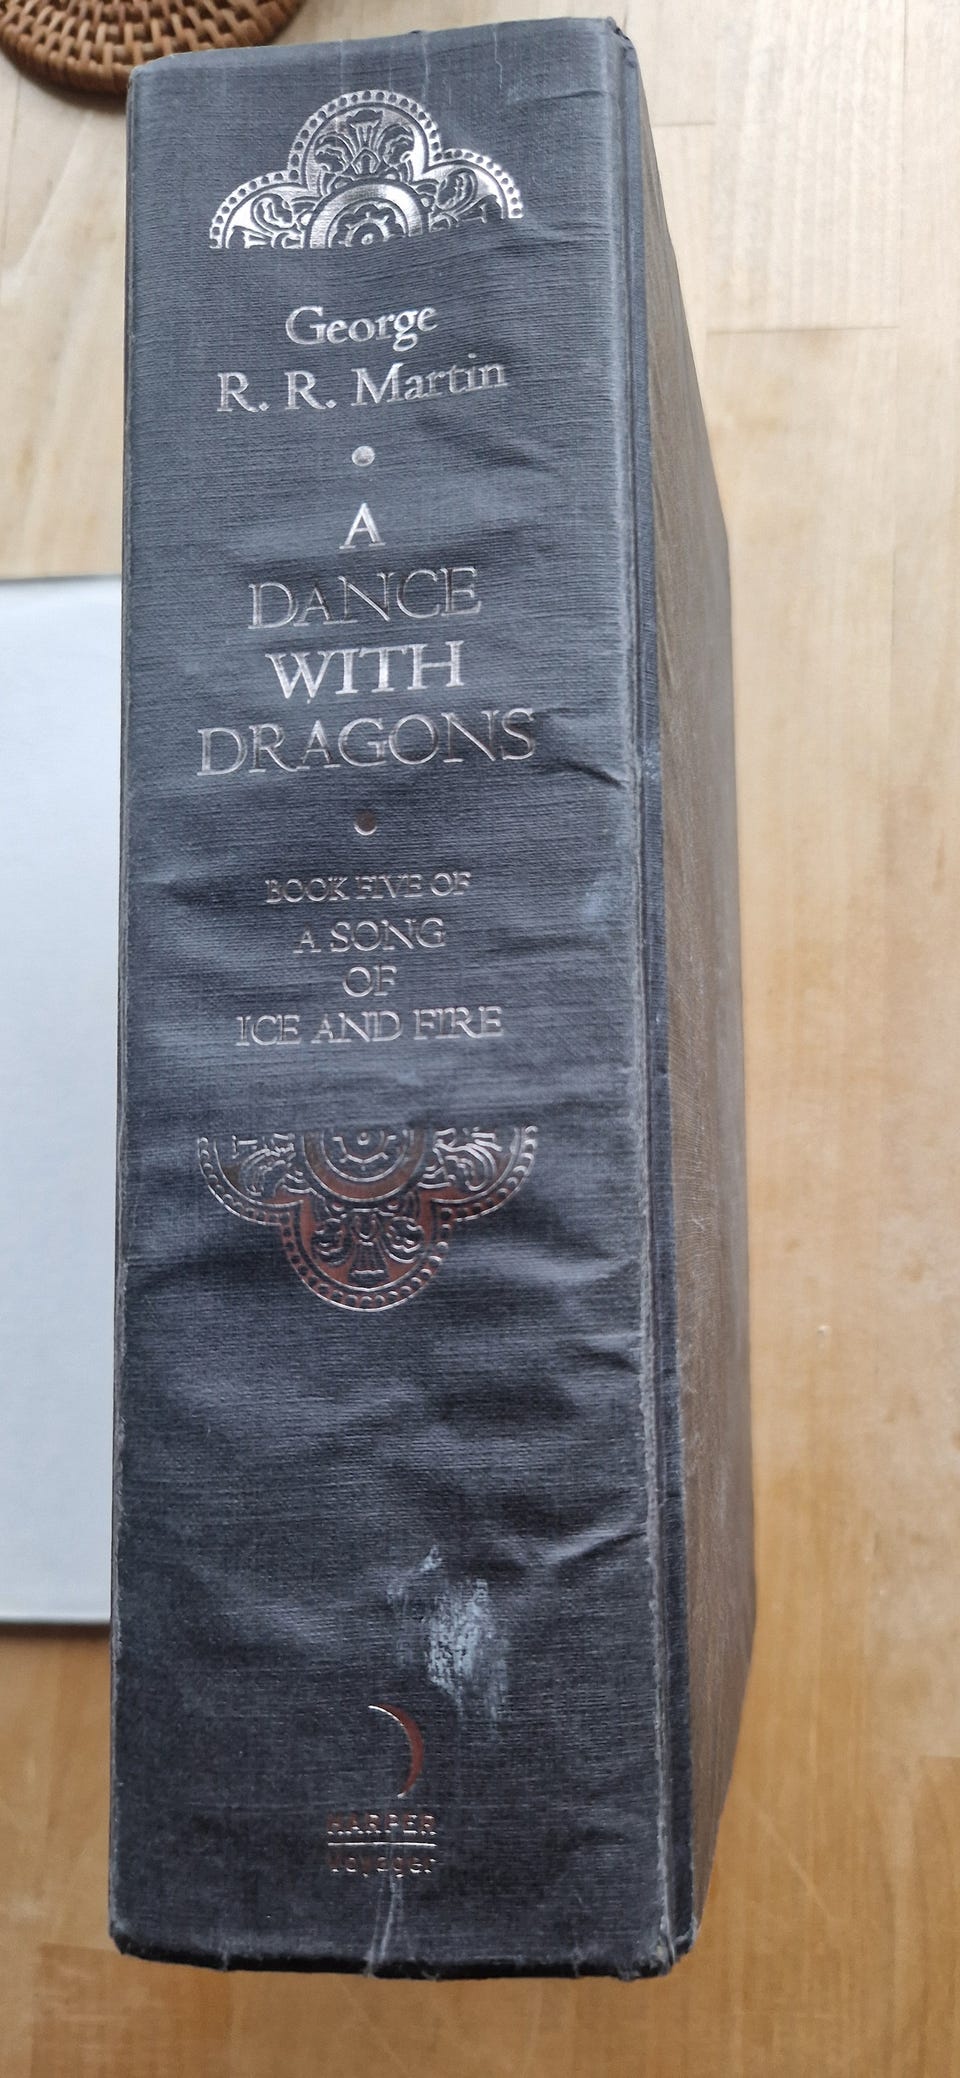 George
R. R. Martin
A
DANCE
WITH
DRAGONS
BOOK FIVE OF
A SONG
OF
ICE AND FIRE
HARPER
Voyager